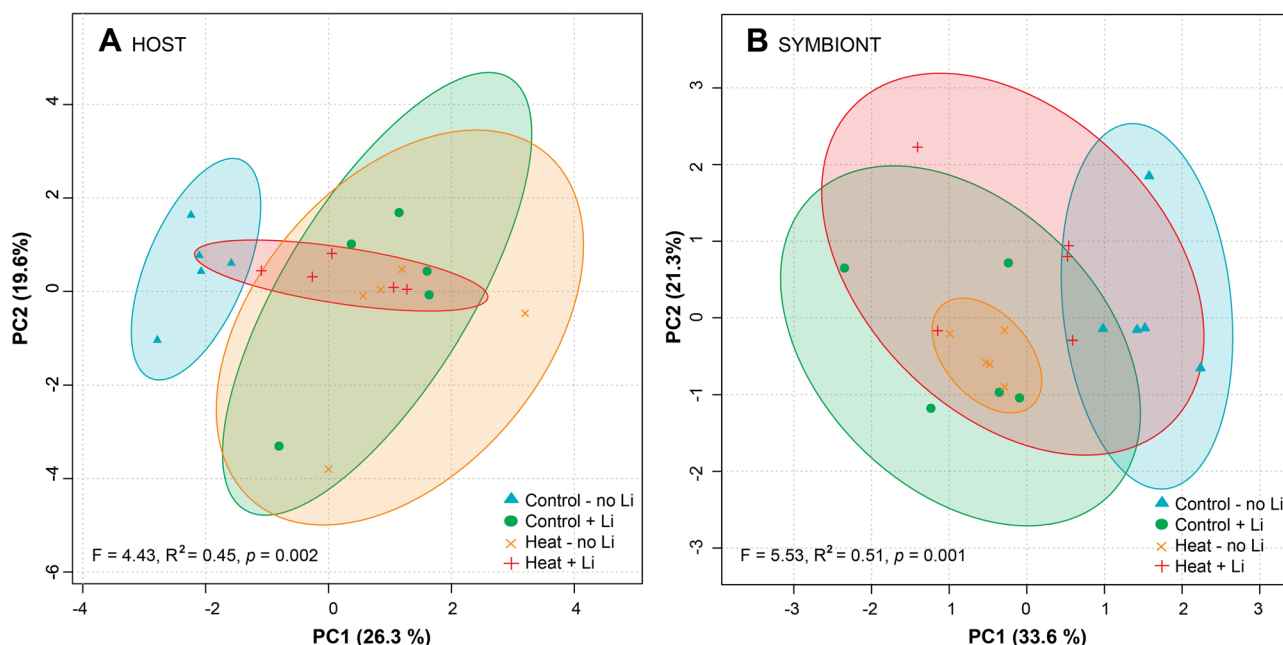 A HOST
4
2
0
-2
-4
-6
PC2 (19.6%)
Control - no Li
Control + Li
Heat - no Li
Heat + Li
F = 4.43, R² = 0.45, p = 0.002
-4
-2
0
2
4
PC1 (26.3 %)
B SYMBIONT
3
2
1
0
-1
-2
-3
PC2 (21.3%)
Control - no Li
Control + Li
Heat - no Li
Heat + Li
F = 5.53, R² = 0.51, p = 0.001
-3
-2
1
0
1
2
3
PC1 (33.6 %)